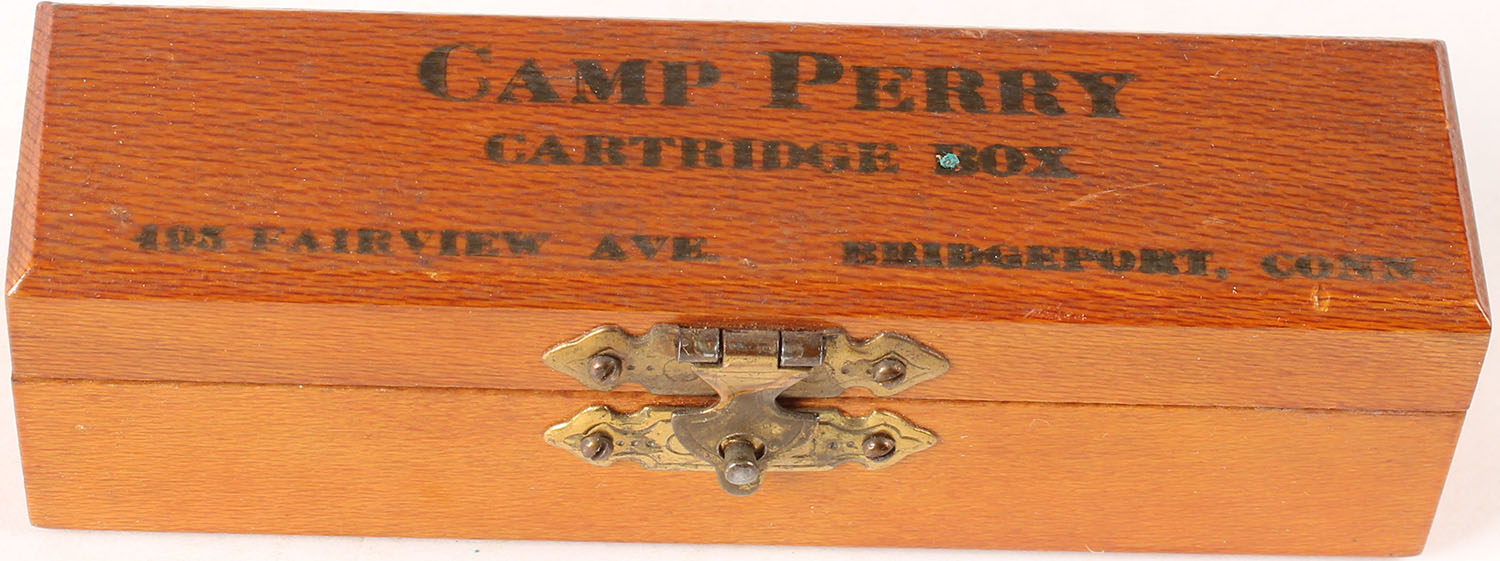 CAMP PERRY
CARTRIDGE BOX
495 FAIRVIEW AVE. BRIDGEPORT, CONN.